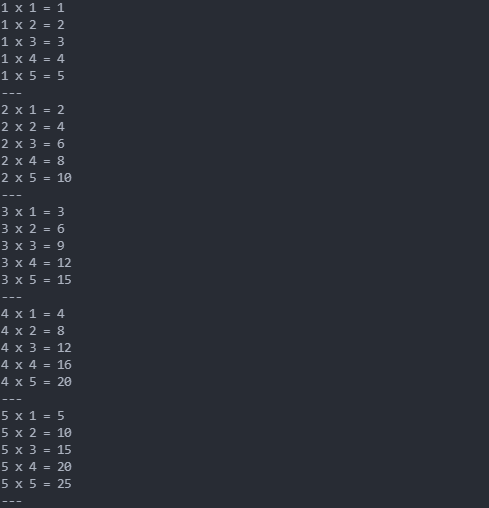 1 x 1 = 1
1 x 2 = 2
1 x 3 = 3
1 x 4 = 4
1 x 5 = 5
---
2 x 1 = 2
2 x 2 = 4
2 x 3 = 6
2 x 4 = 8
2 x 5 = 10
---
3 x 1 = 3
3 x 2 = 6
3 x 3 = 9
3 x 4 = 12
3 x 5 = 15
---
4 x 1 = 4
4 x 2 = 8
4 x 3 = 12
4 x 4 = 16
4 x 5 = 20
---
5 x 1 = 5
5 x 2 = 10
5 x 3 = 15
5 x 4 = 20
5 x 5 = 25
---